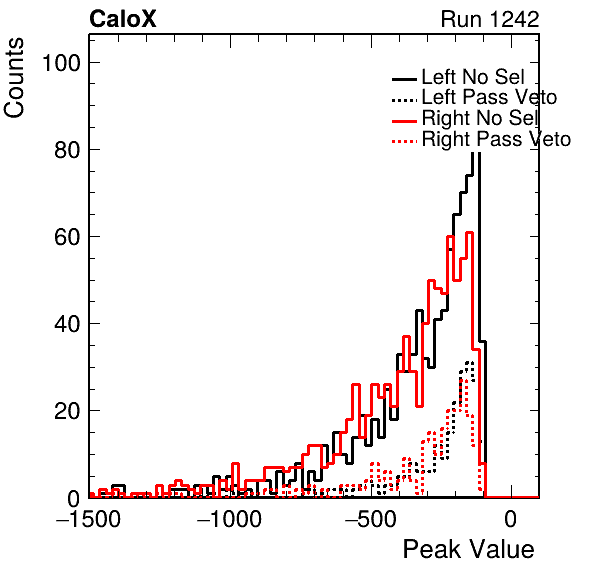 CaloX Run 1242
Counts
100
80
60
40
20
0
Left No Sel
Left Pass Veto
Right No Sel
Right Pass Veto
−1500 −1000 −500 0
Peak Value